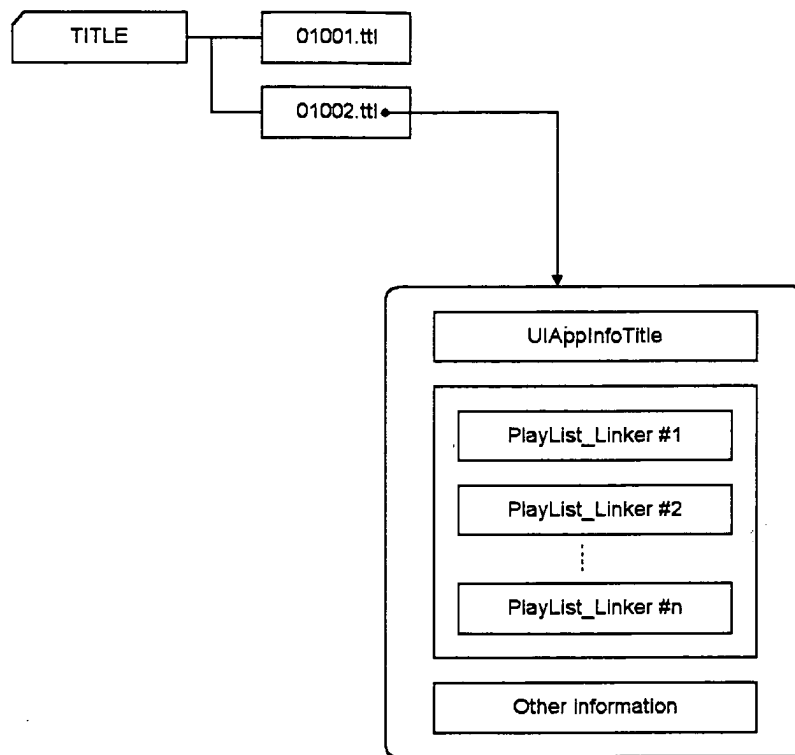 TITLE
01001.ttl
01002.ttl
UIAppInfoTitle
PlayList_Linker #1
PlayList_Linker #2
PlayList_Linker #n
Other information